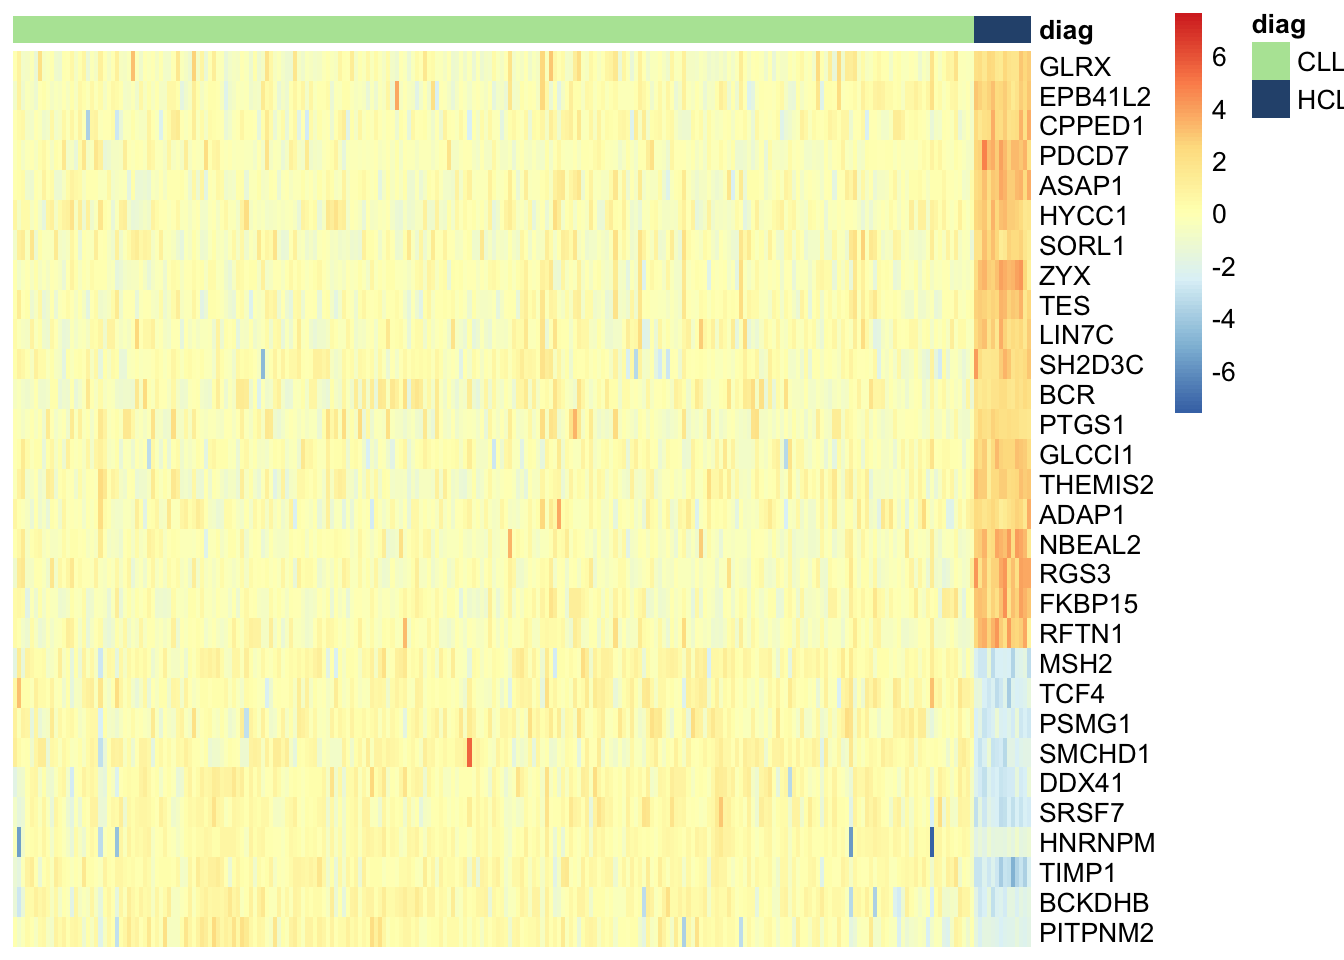 diag
GLRX
EPB41L2
CPPED1
PDCD7
ASAP1
HYCC1
SORL1
ZYX
TES
LIN7C
SH2D3C
BCR
PTGS1
GLCCI1
THEMIS2
ADAP1
NBEAL2
RGS3
FKBP15
RFTN1
MSH2
TCF4
PSMG1
SMCHD1
DDX41
SRSF7
HNRNPM
TIMP1
BCKDHB
PITPNM2
6
4
2
0
-2
-4
-6
diag
CLL
HCL